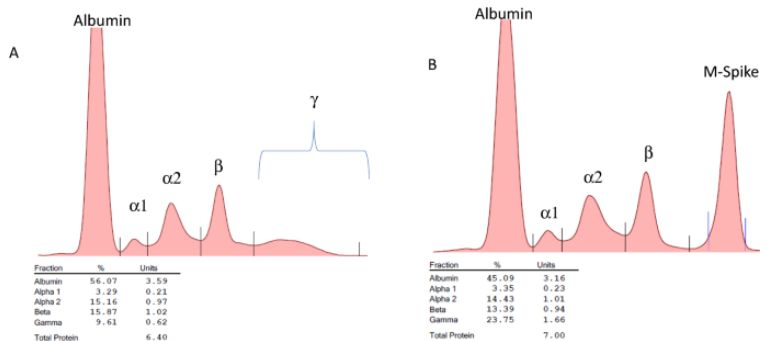 A
Albumin
α1
α2
β
γ
Fraction % Units
Albumin 56.07 3.59
Alpha 1 3.29 0.21
Alpha 2 15.16 0.97
Beta 15.87 1.02
Gamma 9.61 0.62
Total Protein 6.40
B
Albumin
α1
α2
β
M-Spike
Fraction % Units
Albumin 45.09 3.16
Alpha 1 3.35 0.23
Alpha 2 14.43 1.01
Beta 13.39 0.94
Gamma 23.75 1.66
Total Protein 7.00